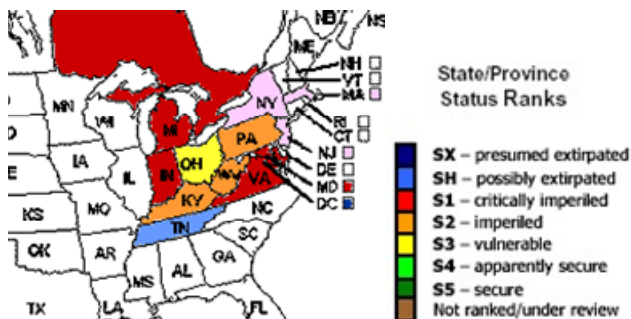 NB
NS
ME
NH
VT
MA
MN
WI
MI
NY
RI
CT
IA
PA
NJ
IL
IN
OH
DE
WV
VA
MD
KS
MO
KY
DC
NC
TN
OK
AR
SC
MS
AL
GA
TX
LA
FL
State/Province
Status Ranks
SX – presumed extirpated
SH – possibly extirpated
S1 – critically imperiled
S2 – imperiled
S3 – vulnerable
S4 – apparently secure
S5 – secure
Not ranked/under review